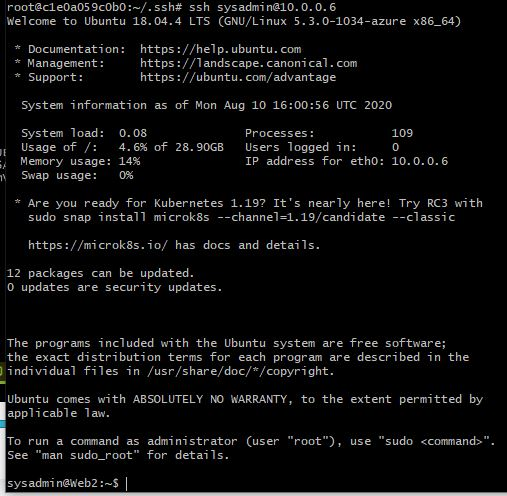 root@c1e0a059c0b0:~/.ssh# ssh sysadmin@10.0.0.6
Welcome to Ubuntu 18.04.4 LTS (GNU/Linux 5.3.0-1034-azure x86_64)
* Documentation:  https://help.ubuntu.com
* Management:     https://landscape.canonical.com
* Support:        https://ubuntu.com/advantage
System information as of Mon Aug 10 16:00:56 UTC 2020
System load:  0.08              Processes:           109
Usage of /:   4.6% of 28.90GB   Users logged in:     0
Memory usage: 14%               IP address for eth0: 10.0.0.6
Swap usage:   0%
* Are you ready for Kubernetes 1.19? It's nearly here! Try RC3 with
sudo snap install microk8s --channel=1.19/candidate --classic
https://microk8s.io/ has docs and details.
12 packages can be updated.
0 updates are security updates.
The programs included with the Ubuntu system are free software;
the exact distribution terms for each program are described in the
individual files in /usr/share/doc/*/copyright.
Ubuntu comes with ABSOLUTELY NO WARRANTY, to the extent permitted by
applicable law.
To run a command as administrator (user "root"), use "sudo <command>".
See "man sudo_root" for details.
sysadmin@Web2:~$